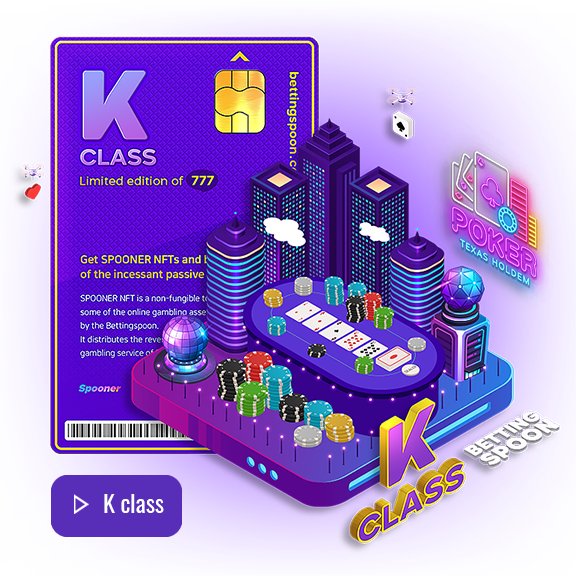 K
CLASS
Limited edition of 777
bettingspoon.c
Get SPOONER NFTs and b
of the incessant passive
SPOONER NFT is a non-fungible to
some of the online gambling asse
by the Bettingspoon.
It distributes the reve
gambling service of
Spooner
POKER
TEXAS HOLDEM
K
CLASS
BETTING
SPOON
K class